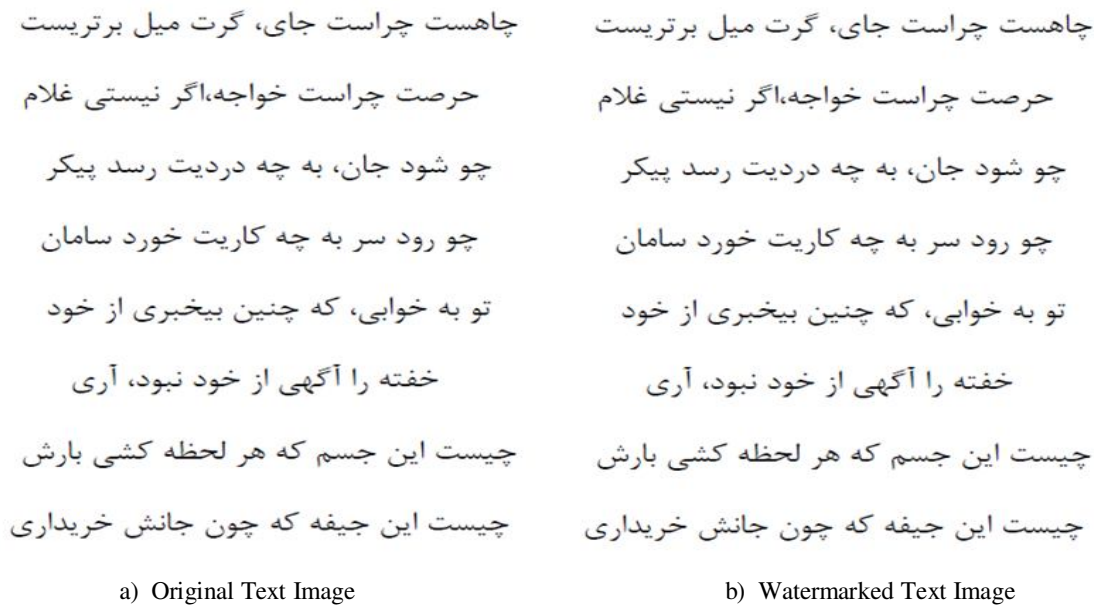 چاهست چراست جای، گرت میل برتریست
حرصت چراست خواجه،اگر نیستی غلام
چو شود جان، به چه دردیت رسد پیکر
چو رود سر به چه کاریت خورد سامان
تو به خوابی، که چنین بیخبری از خود
خفته را آگهی از خود نبود، آری
چیست این جسم که هر لحظه کشی بارش
چیست این جیفه که چون جانش خریداری
a) Original Text Image
چاهست چراست جای، گرت میل برتریست
حرصت چراست خواجه،اگر نیستی غلام
چو شود جان، به چه دردیت رسد پیکر
چو رود سر به چه کاریت خورد سامان
تو به خوابی، که چنین بیخبری از خود
خفته را آگهی از خود نبود، آری
چیست این جسم که هر لحظه کشی بارش
چیست این جیفه که چون جانش خریداری
b) Watermarked Text Image